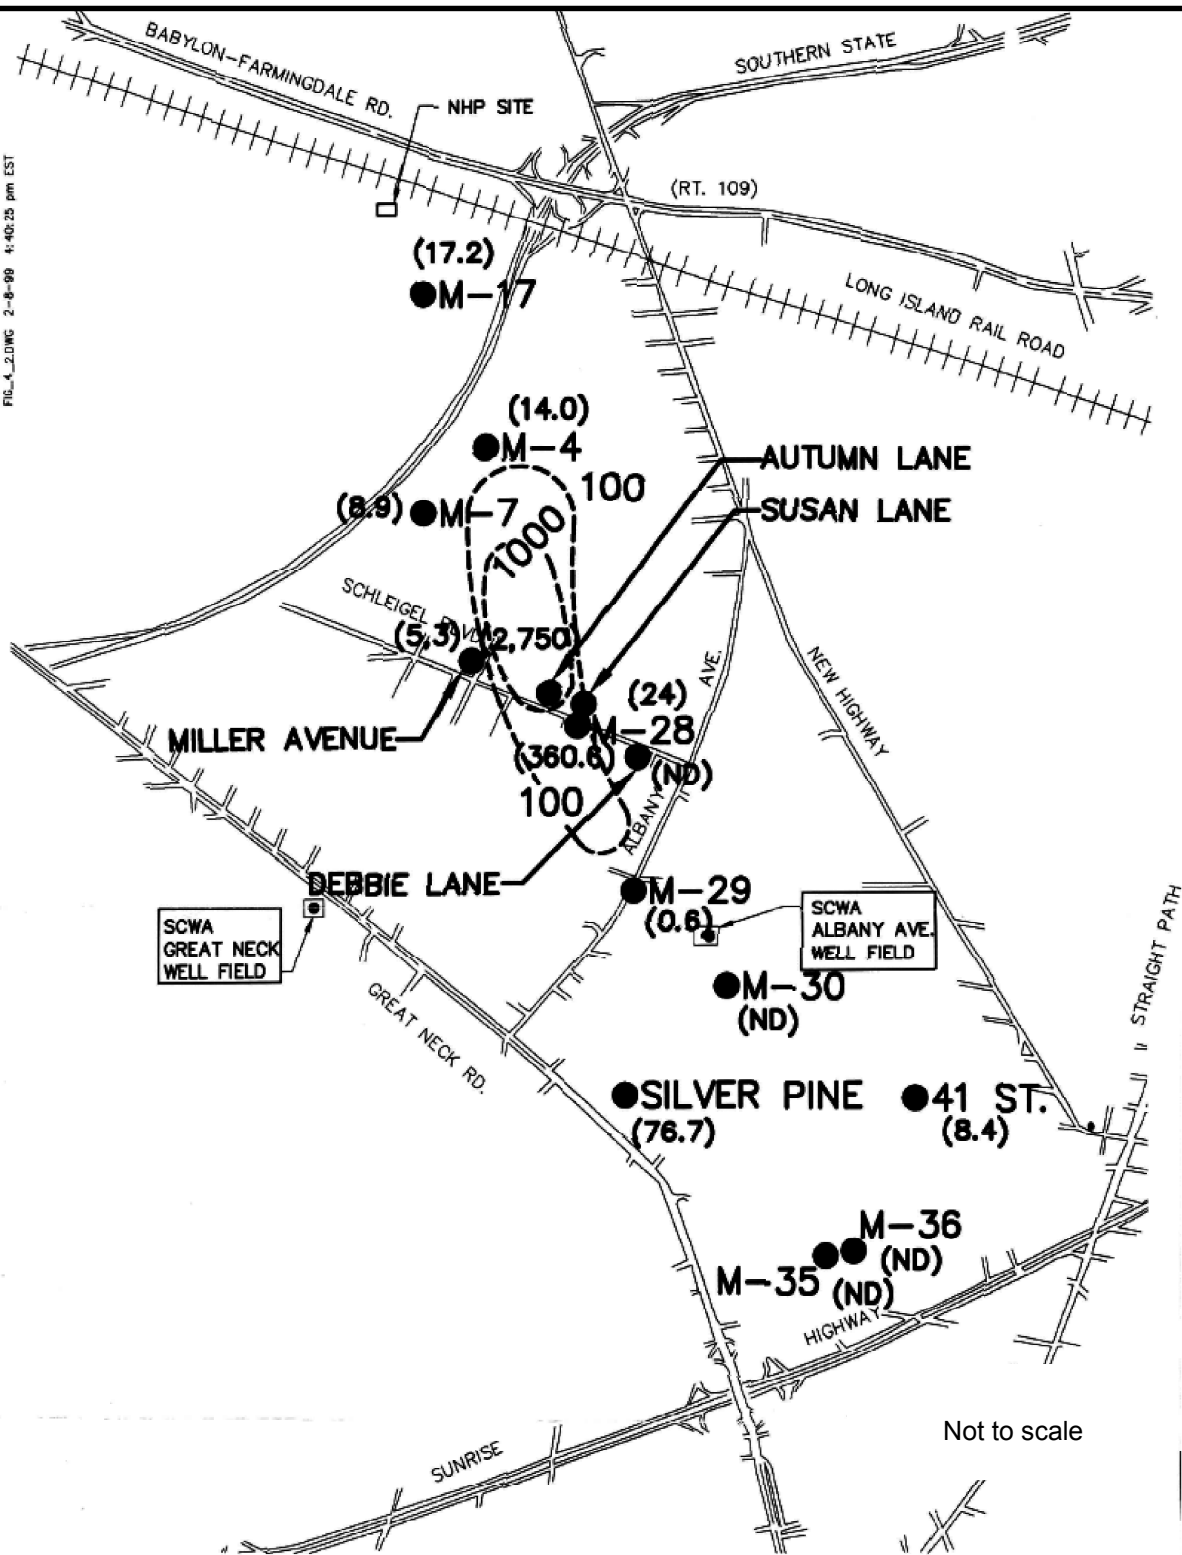 BABYLON-FARMINGDALE RD.
SOUTHERN STATE
NHP SITE
(RT. 109)
FIG_4_2.DWG 2-8-99 4:40:25 pm EST
(17.2)
M-17
LONG ISLAND RAIL ROAD
(14.0)
M-4
AUTUMN LANE
100
SUSAN LANE
(8.9)
M-7
1000
SCHLEIGEL BLVD.
(5.3)
2,750
AVE.
NEW HIGHWAY
(24)
MILLER AVENUE
M-28
(360.6)
(ND)
100
ALBANY
DEBBIE LANE
M-29
(0.6)
SCWA
GREAT NECK
WELL FIELD
SCWA
ALBANY AVE.
WELL FIELD
STRAIGHT PATH
M-30
(ND)
GREAT NECK RD.
SILVER PINE
(76.7)
41 ST.
(8.4)
M-36
(ND)
M-35
(ND)
HIGHWAY
Not to scale
SUNRISE